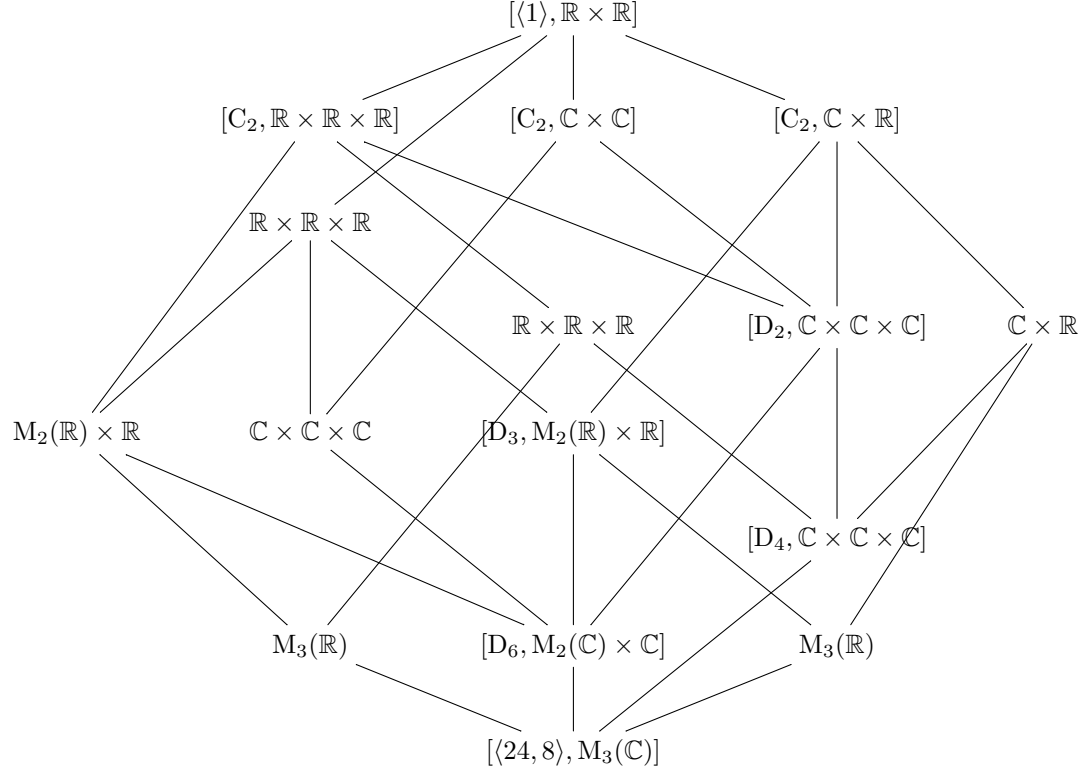 [⟨1⟩, ℝ × ℝ]
[C₂, ℝ × ℝ × ℝ] [C₂, ℂ × ℂ] [C₂, ℂ × ℝ]
ℝ × ℝ × ℝ
ℝ × ℝ × ℝ [D₂, ℂ × ℂ × ℂ] ℂ × ℝ
M₂(ℝ) × ℝ ℂ × ℂ × ℂ [D₃, M₂(ℝ) × ℝ]
[D₄, ℂ × ℂ × ℂ]
M₃(ℝ) [D₆, M₂(ℂ) × ℂ] M₃(ℝ)
[⟨24, 8⟩, M₃(ℂ)]